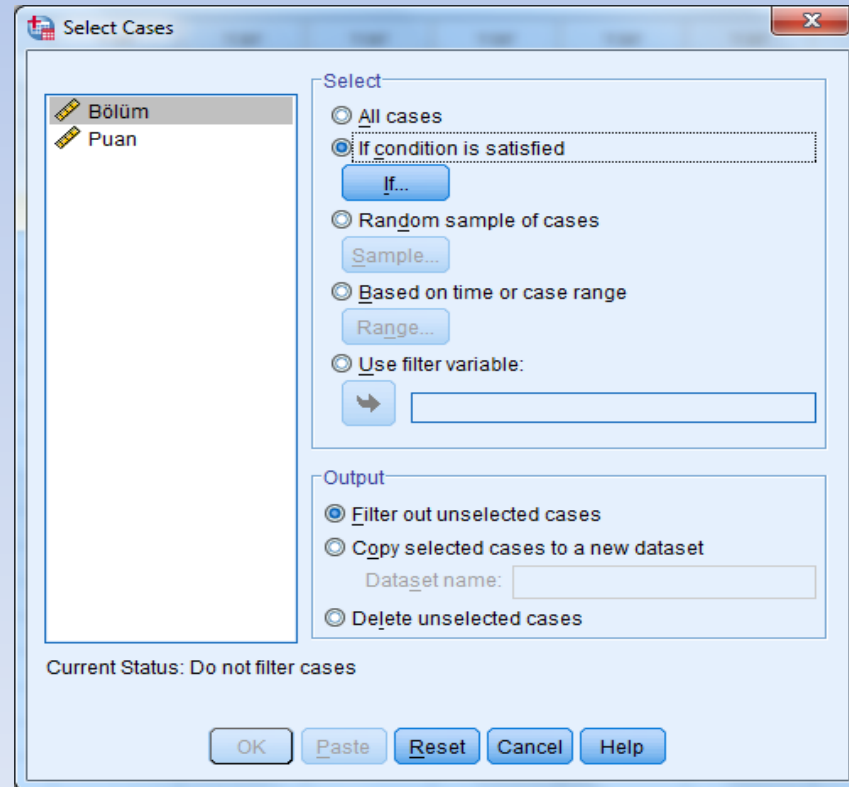 Select Cases
Bölüm
Puan
Select
All cases
If condition is satisfied
If...
Random sample of cases
Sample...
Based on time or case range
Range...
Use filter variable:
Output
Filter out unselected cases
Copy selected cases to a new dataset
Dataset name:
Delete unselected cases
Current Status: Do not filter cases
OK Paste Reset Cancel Help